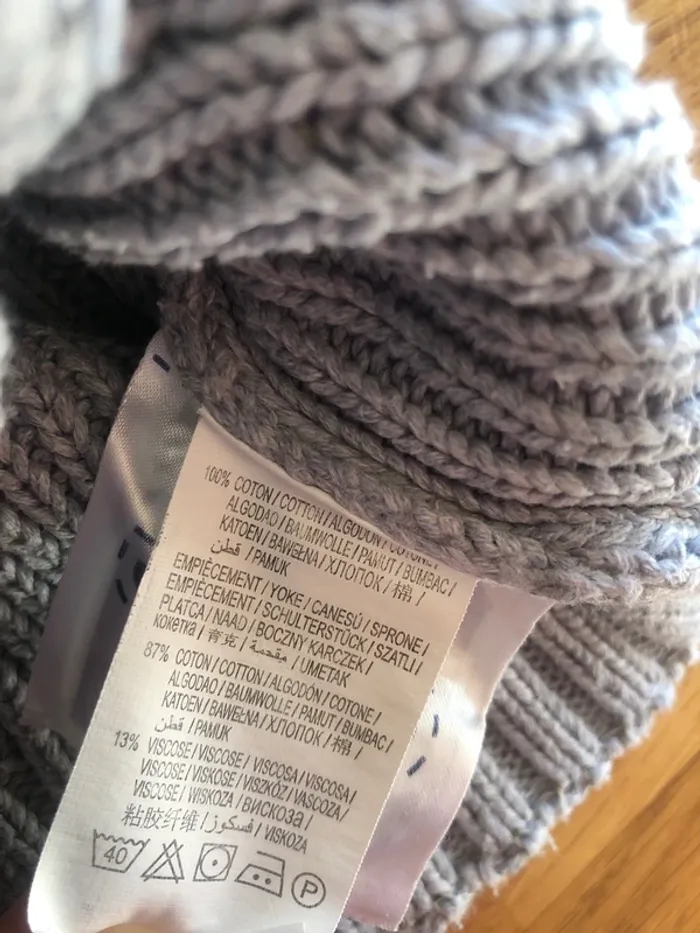 100% COTON / COTTON / ALGODÓN / COTONE /
ALGODAO / BAUMWOLLE / PAMUT / BUMBAC /
KATOEN / BAWEŁNA / ХЛОПОК / 棉 /
قطن / PAMUK
EMPIÈCEMENT / YOKE / CANESÚ / SPRONE /
EMPIÈCEMENT / SCHULTERSTÜCK / SZATLI /
PLATCA / NAAD / BOCZNY KARCZEK /
кокетка / 育克 / مقدمة / UMETAK
87% COTON / COTTON / ALGODÓN / COTONE /
ALGODAO / BAUMWOLLE / PAMUT / BUMBAC /
KATOEN / BAWEŁNA / ХЛОПОК / 棉 /
قطن / PAMUK
13% VISCOSE / VISCOSE / VISCOSA / VISCOSA /
VISCOSE / VISKOSE / VISZKÓZ / VASCOZA /
VISCOSE / WISKOZA / ВИСКОЗа /
粘胶纤维 / فسكوز / VISKOZA
40 P